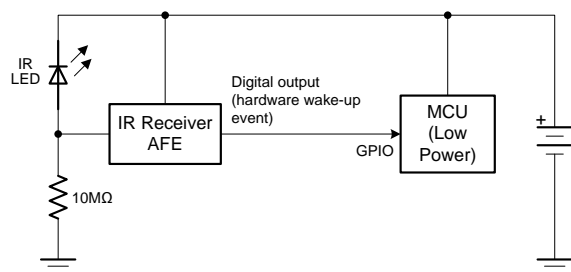 IR
LED
Digital output
(hardware wake-up
event)
IR Receiver
AFE
GPIO
MCU
(Low
Power)
+
10MΩ